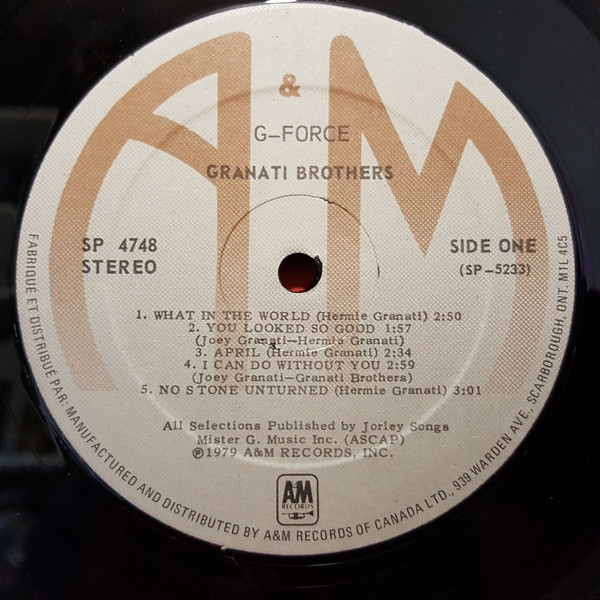 A&M
G-FORCE
GRANATI BROTHERS
SP 4748
STEREO
SIDE ONE
(SP-5233)
1. WHAT IN THE WORLD (Hermie Granati) 2:50
2. YOU LOOKED SO GOOD 1:57
(Joey Granati-Hermie Granati)
3. APRIL (Hermie Granati) 2:34
4. I CAN DO WITHOUT YOU 2:59
(Joey Granati-Granati Brothers)
5. NO STONE UNTURNED (Hermie Granati) 3:01
All Selections Published by Jorley Songs
Mister G. Music Inc. (ASCAP)
℗1979 A&M RECORDS, INC.
AM
RECORDS
FABRIQUÉ ET DISTRIBUÉ PAR: MANUFACTURED AND DISTRIBUTED BY A&M RECORDS OF CANADA LTD., 939 WARDEN AVE., SCARBOROUGH, ONT. M1L 4C5